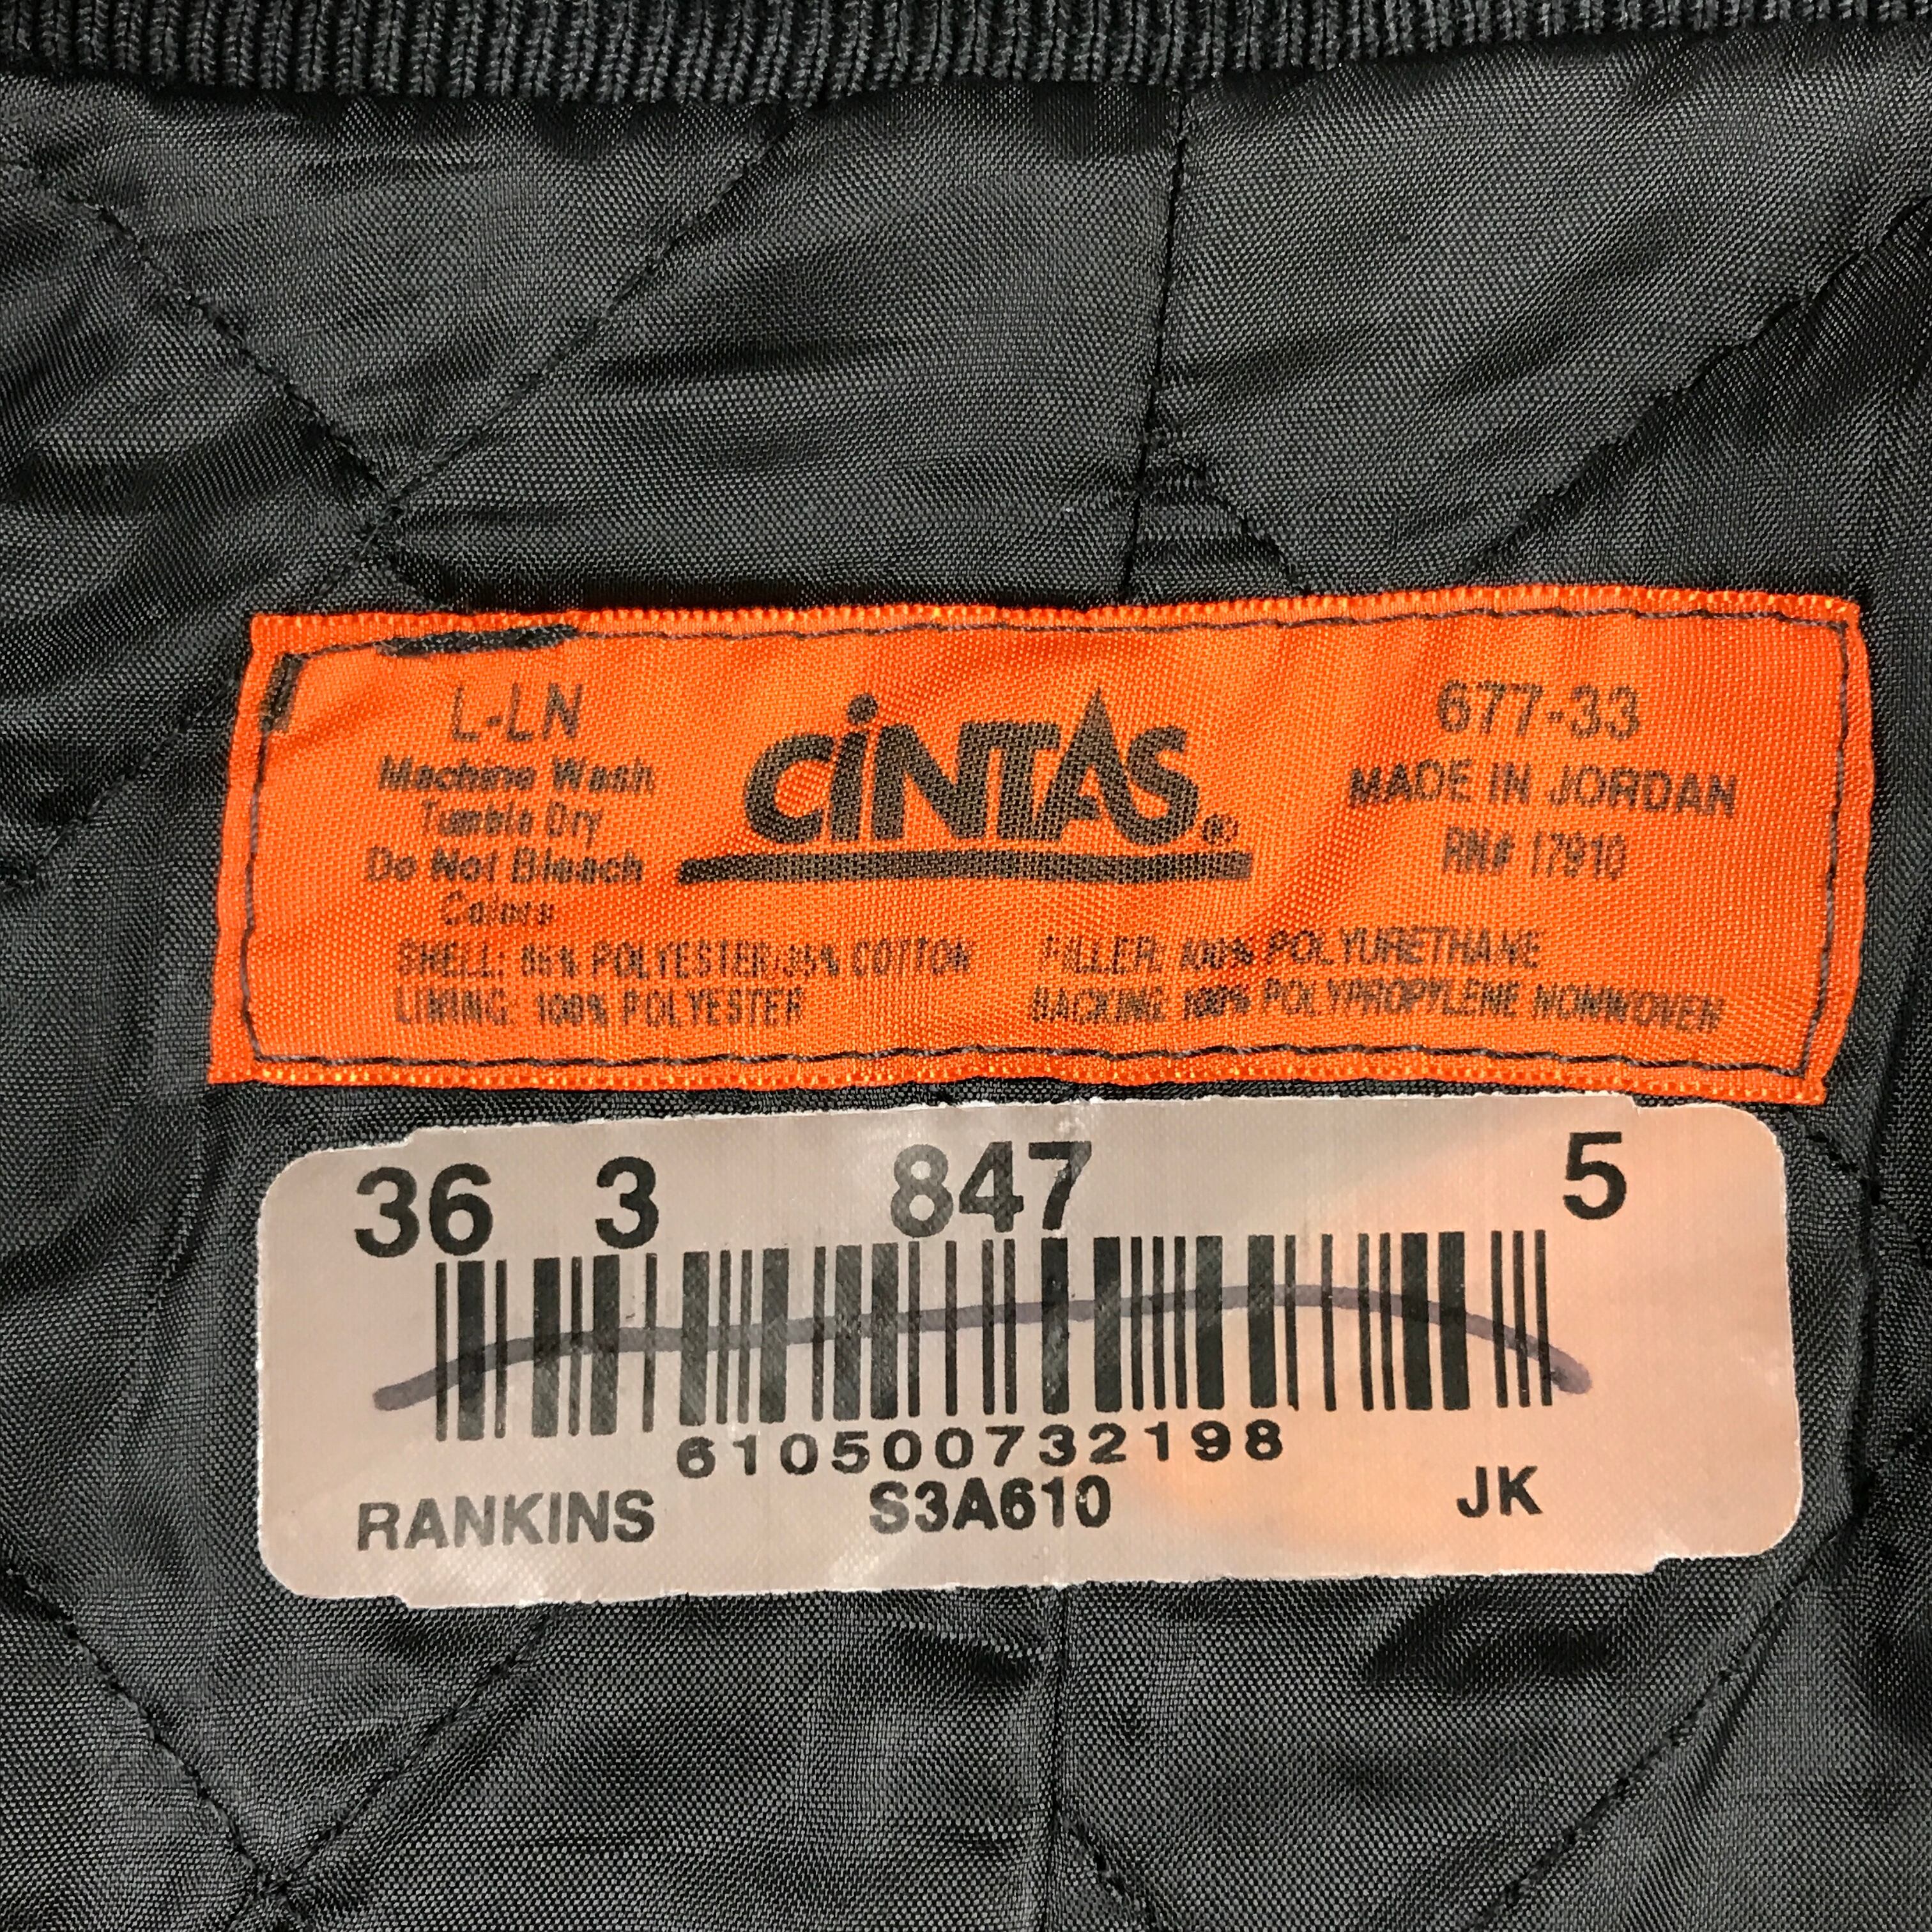 L-LN
Machine Wash
Tumble Dry
Do Not Bleach
Colors
CiNTAS®
677-33
MADE IN JORDAN
RN# 17910
SHELL: 65% POLYESTER/35% COTTON
LINING: 100% POLYESTER
FILLER: 100% POLYURETHANE
BACKING 100% POLYPROPYLENE NONWOVEN
36 3 847 5
610500732198
RANKINS S3A610 JK